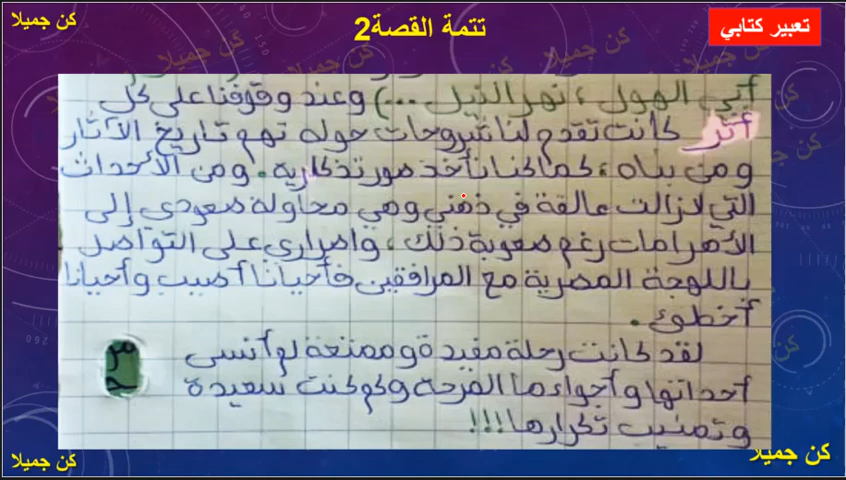 كن جميلا
تتمة القصة2
تعبير كتابي
أبي الهول، نهر النيل ...) وعند وقوفنا على كل
أثر كانت تقدم لنا شروحات حوله تهم تاريخ الآثار
ومن بناه، كما كنا نأخذ صور تذكارية. ومن الأحداث
التي لازالت عالقة في ذهني وهي محاولة صعودي إلى
الأهرامات رغم صعوبة ذلك، واصراري على التواصل
باللهجة المصرية مع المرافقين فأحيانا أصيب وأحيانا
أخطئ.
لقد كانت رحلة مفيدة وممتعة لم أنسى
أحداثها وأجواءها المرحة وكم كنت سعيدة
وتمنيت تكرارها!!!
كن جميلا
كن جميلا